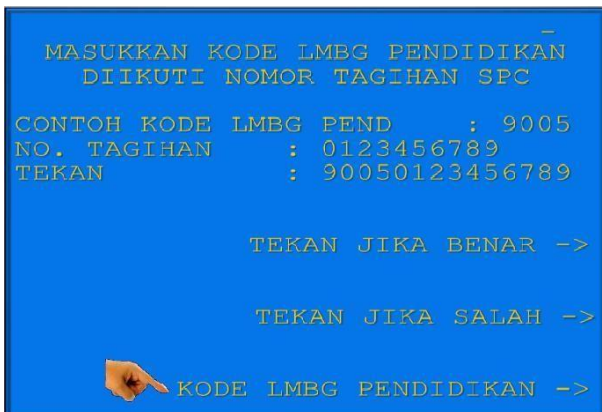 MASUKKAN KODE LMBG PENDIDIKAN
DIIKUTI NOMOR TAGIHAN SPC
CONTOH KODE LMBG PEND : 9005
NO. TAGIHAN : 0123456789
TEKAN : 90050123456789
TEKAN JIKA BENAR ->
TEKAN JIKA SALAH ->
KODE LMBG PENDIDIKAN ->